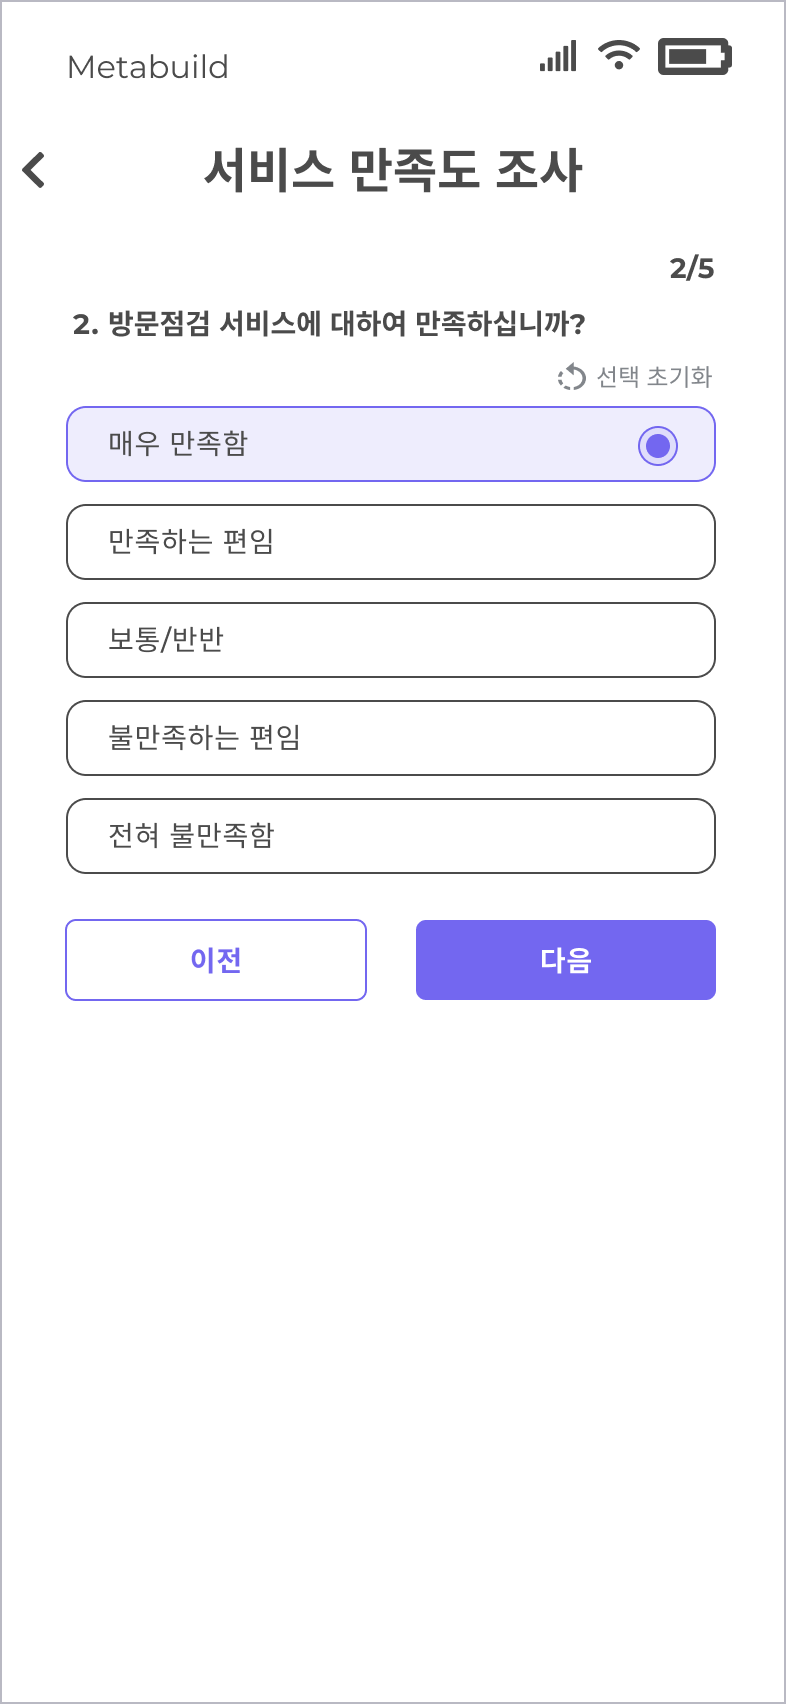 Metabuild
서비스 만족도 조사
2/5
2. 방문점검 서비스에 대하여 만족하십니까?
선택 초기화
매우 만족함
만족하는 편임
보통/반반
불만족하는 편임
전혀 불만족함
이전
다음